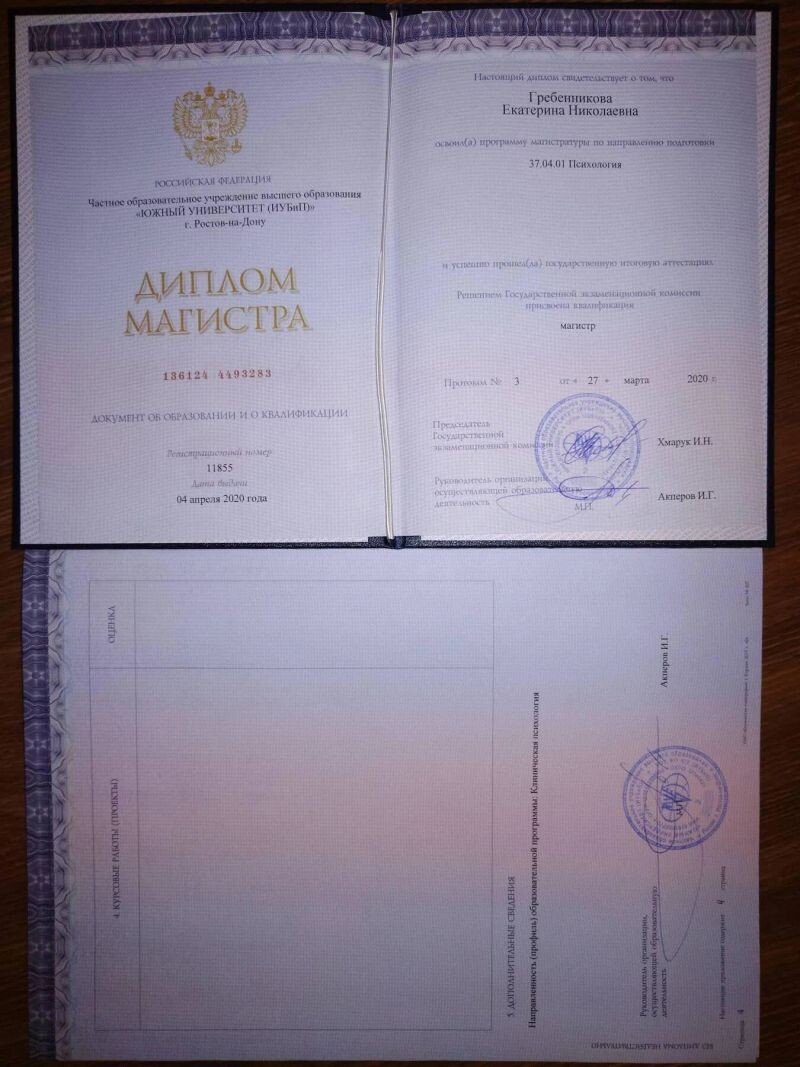 РОССИЙСКАЯ ФЕДЕРАЦИЯ
Частное образовательное учреждение высшего образования
«ЮЖНЫЙ УНИВЕРСИТЕТ (ИУБиП)»
г. Ростов-на-Дону
ДИПЛОМ
МАГИСТРА
136124 4493283
ДОКУМЕНТ ОБ ОБРАЗОВАНИИ И О КВАЛИФИКАЦИИ
Регистрационный номер
11855
Дата выдачи
04 апреля 2020 года
Настоящий диплом свидетельствует о том, что
Гребенникова
Екатерина Николаевна
освоил(а) программу магистратуры по направлению подготовки
37.04.01 Психология
и успешно прошел(ла) государственную итоговую аттестацию.
Решением Государственной экзаменационной комиссии
присвоена квалификация
магистр
Протокол № 3 от « 27 » марта 2020 г.
Председатель
Государственной
экзаменационной комиссии
Хмарук И.Н.
Руководитель организации,
осуществляющей образовательную
деятельность
М.П.
Акперов И.Г.
4. КУРСОВЫЕ РАБОТЫ (ПРОЕКТЫ)
ОЦЕНКА
5. ДОПОЛНИТЕЛЬНЫЕ СВЕДЕНИЯ
Направленность (профиль) образовательной программы: Клиническая психология
Руководитель организации,
осуществляющей образовательную
деятельность
Акперов И.Г.
Настоящее приложение содержит 4 страниц
Страница 4
БЕЗ ДИПЛОМА НЕДЕЙСТВИТЕЛЬНО